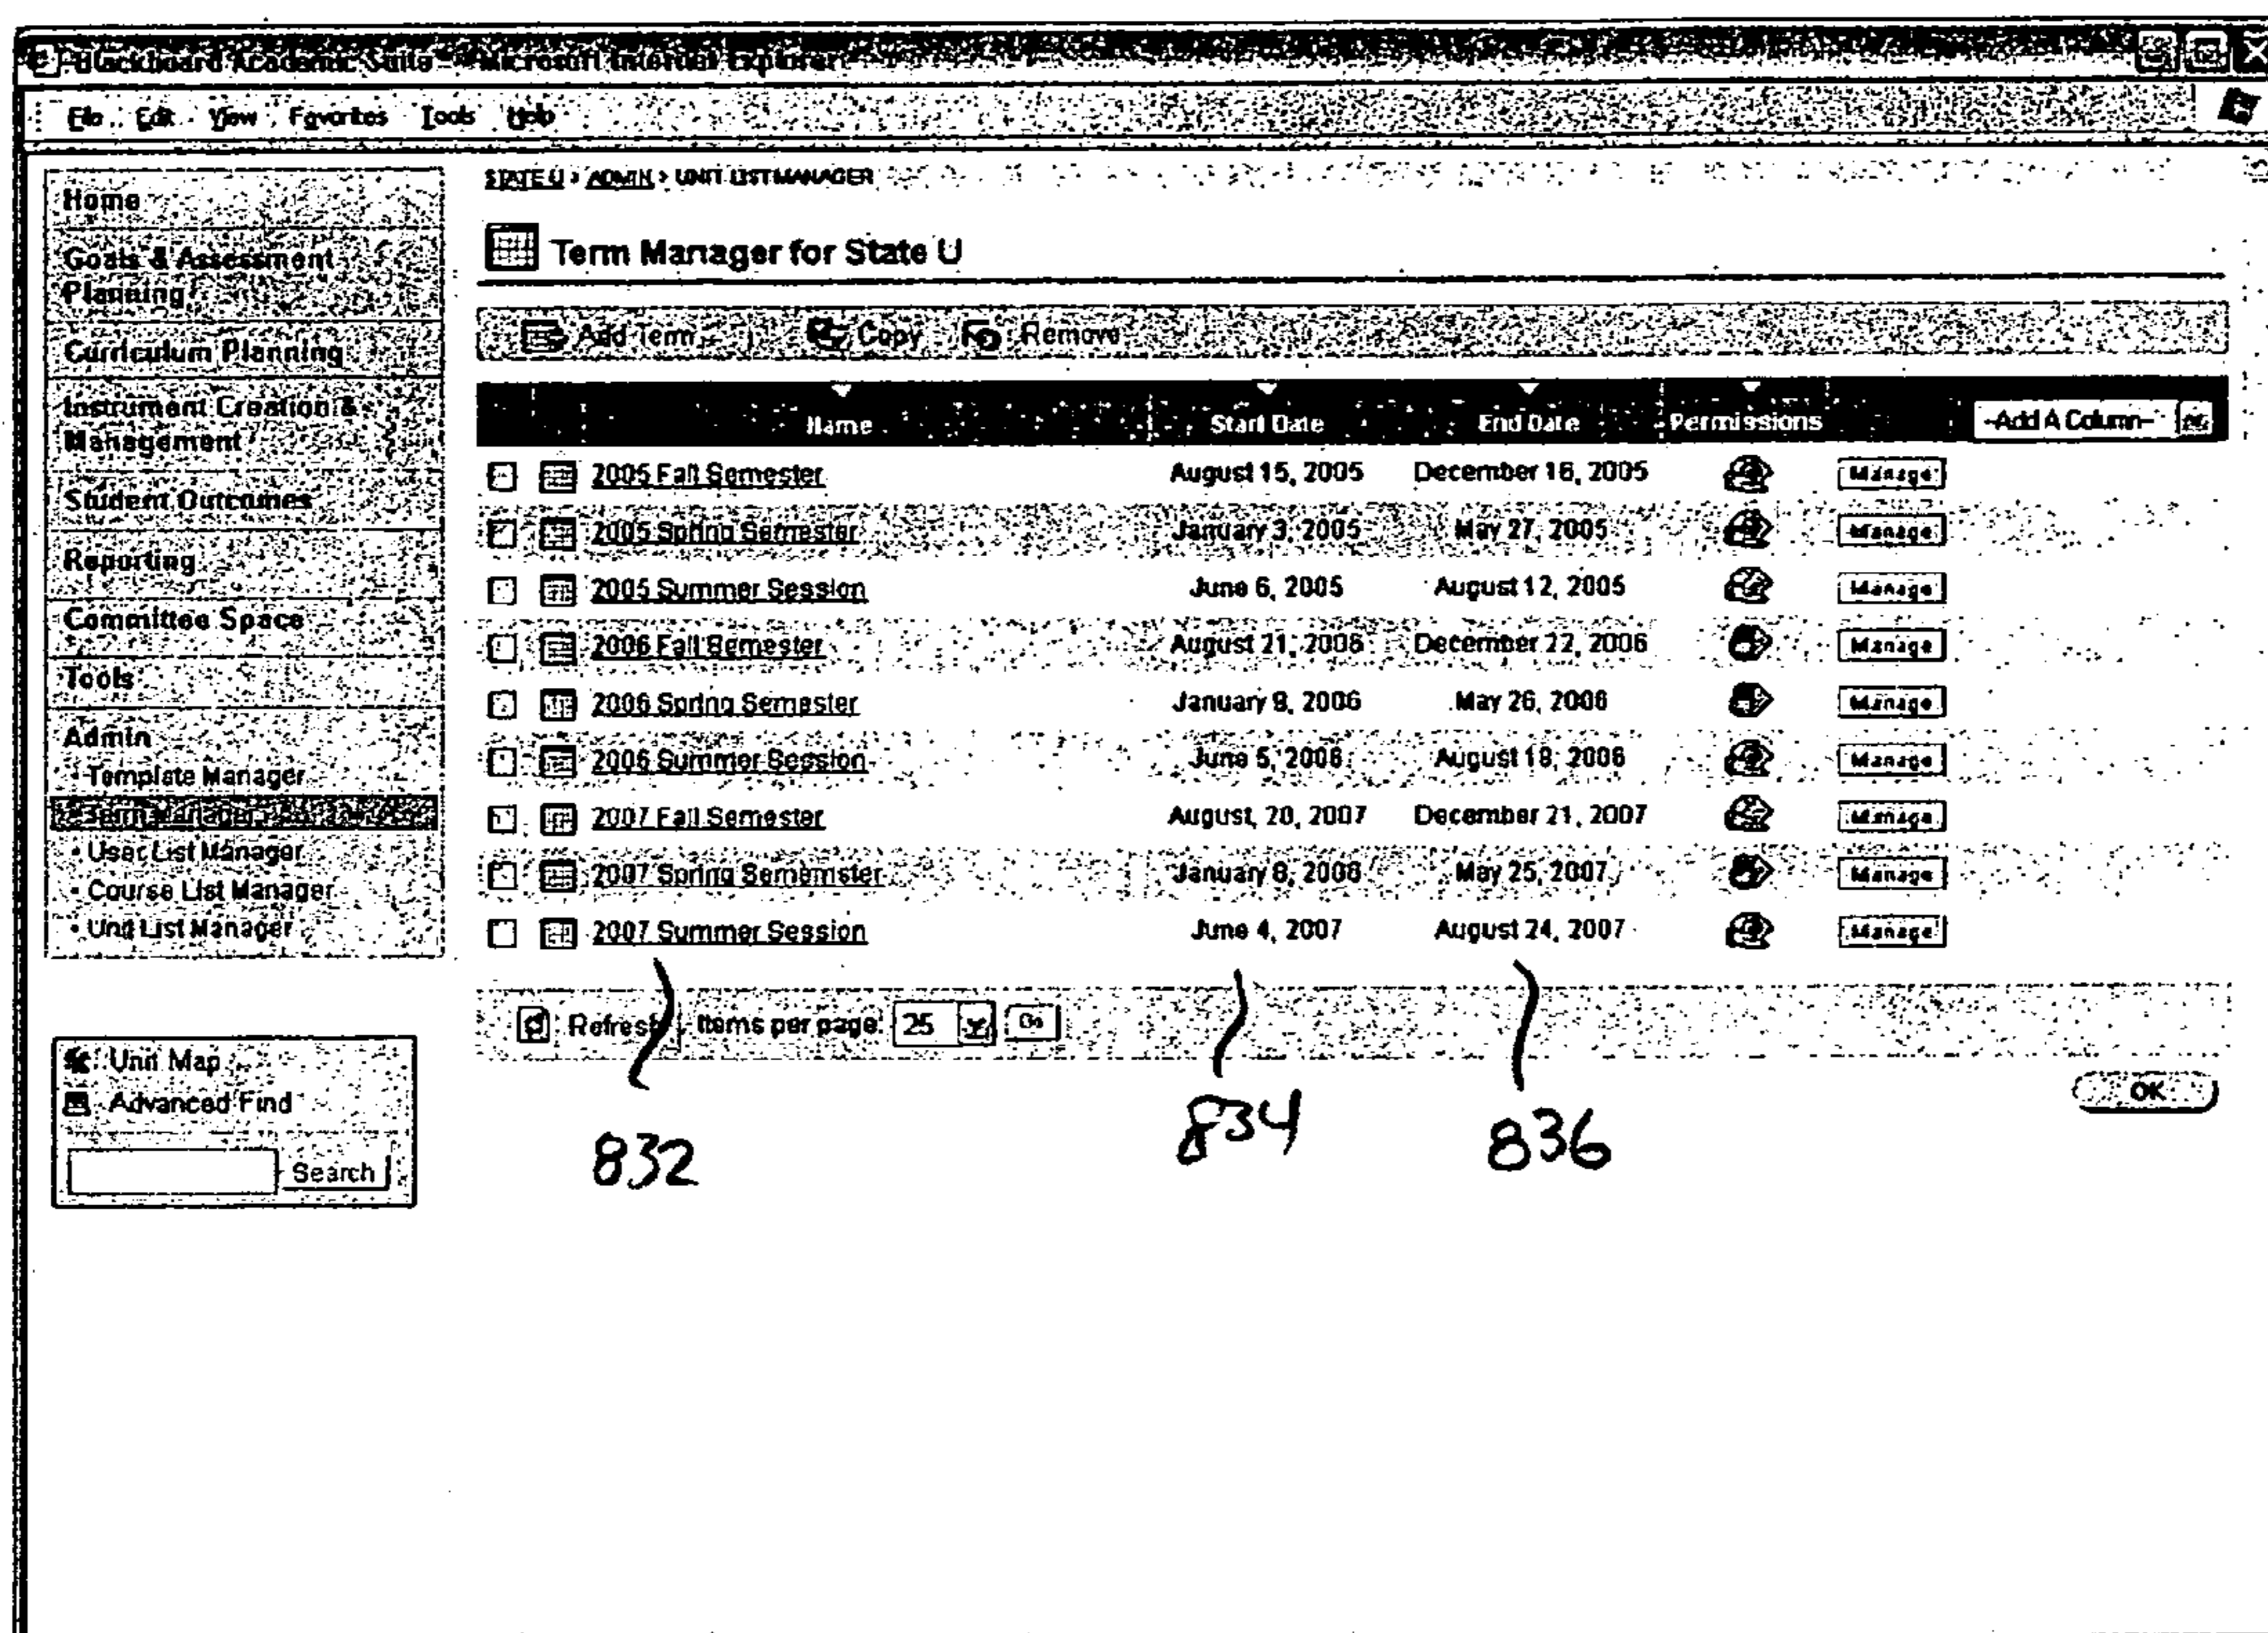 Blackboard Academic Suite - Microsoft Internet Explorer
File Edit View Favorites Tools Help
STATE U > ADMIN > UNIT LIST MANAGER
Home
Goals & Assessment
Planning
Curriculum Planning
Instrument Creation &
Management
Student Outcomes
Reporting
Committee Space
Tools
Admin
• Template Manager
• Term Manager
• User List Manager
• Course List Manager
• Unit List Manager
Unit Map
Advanced Find
Search
Term Manager for State U
Add Term Copy Remove
Name Start Date End Date Permissions -Add A Column-
2005 Fall Semester August 15, 2005 December 16, 2005 Manage
2005 Spring Semester January 3, 2005 May 27, 2005 Manage
2005 Summer Session June 6, 2005 August 12, 2005 Manage
2006 Fall Semester August 21, 2006 December 22, 2006 Manage
2006 Spring Semester January 9, 2006 May 26, 2006 Manage
2006 Summer Session June 5, 2006 August 18, 2006 Manage
2007 Fall Semester August, 20, 2007 December 21, 2007 Manage
2007 Spring Sememster January 8, 2008 May 25, 2007 Manage
2007 Summer Session June 4, 2007 August 24, 2007 Manage
Refresh Items per page: 25 Go
OK
832 834 836